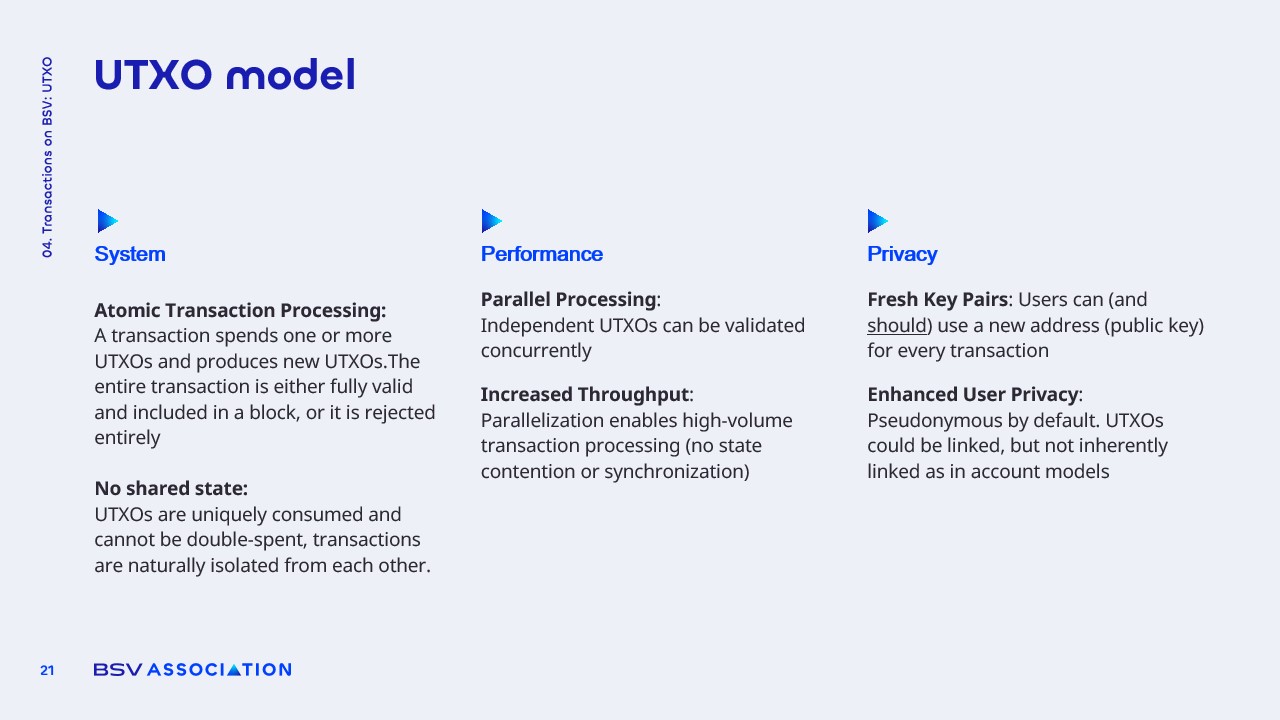 04. Transactions on BSV: UTXO
UTXO model
System
Atomic Transaction Processing:
A transaction spends one or more
UTXOs and produces new UTXOs.The
entire transaction is either fully valid
and included in a block, or it is rejected
entirely
No shared state:
UTXOs are uniquely consumed and
cannot be double-spent, transactions
are naturally isolated from each other.
Performance
Parallel Processing:
Independent UTXOs can be validated
concurrently
Increased Throughput:
Parallelization enables high-volume
transaction processing (no state
contention or synchronization)
Privacy
Fresh Key Pairs: Users can (and
should) use a new address (public key)
for every transaction
Enhanced User Privacy:
Pseudonymous by default. UTXOs
could be linked, but not inherently
linked as in account models
21
BSV ASSOCIATION